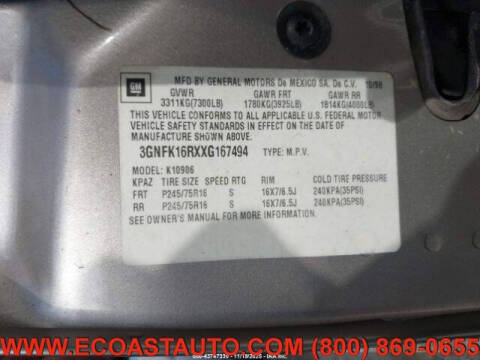 GM
MFD BY GENERAL MOTORS De MEXICO SA. De C.V. 10/98
GVWR GAWR FRT GAWR RR
3311KG(7300LB) 1780KG(3925LB) 1814KG(4000LB)
THIS VEHICLE CONFORMS TO ALL APPLICABLE U.S. FEDERAL
MOTOR VEHICLE SAFETY STANDARDS IN EFFECT ON THE DATE OF
MANUFACTURE SHOWN ABOVE.
3GNFK16RXXG167494 TYPE: M.P.V.
MODEL: K10906
KPAZ TIRE SIZE SPEED RTG RIM COLD TIRE PRESSURE
FRT P245/75R16 S 16X7/6.5J 240KPA(35PSI)
RR P245/75R16 S 16X7/6.5J 240KPA(35PSI)
SEE OWNER'S MANUAL FOR MORE INFORMATION.
WWW.ECOASTAUTO.COM (800) 869-0655